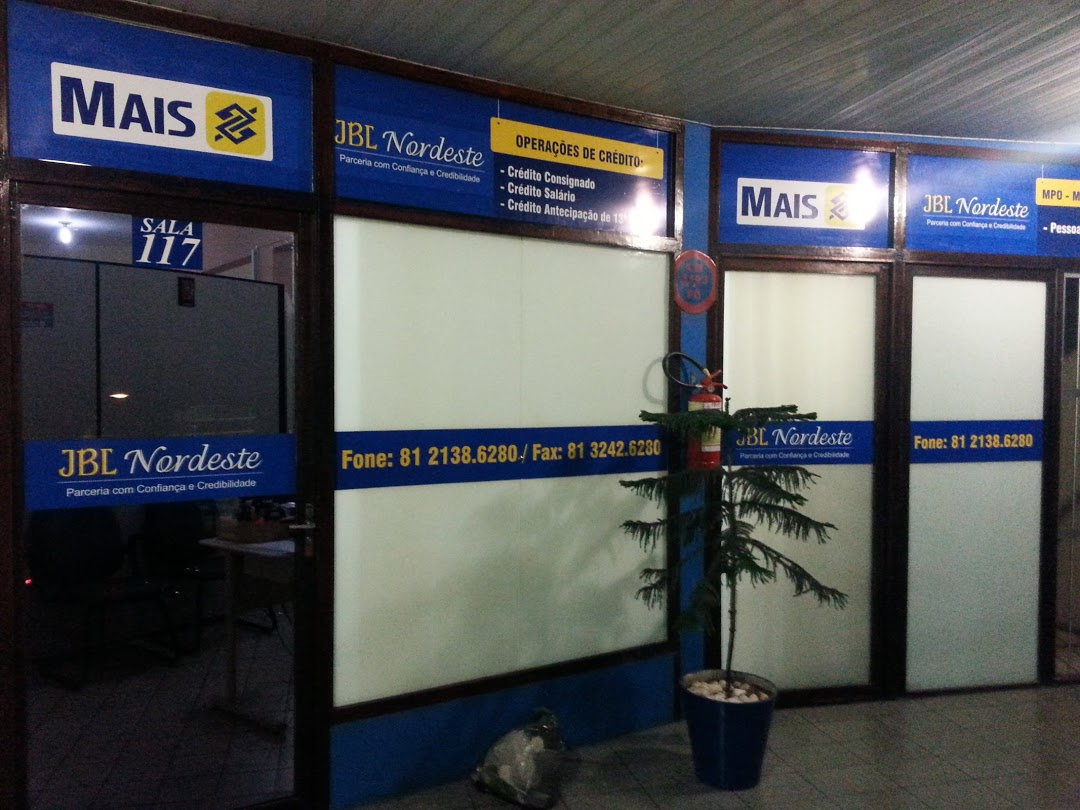 MAIS
JBL Nordeste
Parceria com Confiança e Credibilidade
OPERAÇÕES DE CRÉDITO:
- Crédito Consignado
- Crédito Salário
- Crédito Antecipação de
SALA
117
JBL Nordeste
Parceria com Confiança e Credibilidade
Fone: 81 2138.6280 / Fax: 81 3242.6280
MAIS
JBL Nordeste
Parceria com Confiança e Credibilidade
MPO -
JBL Nordeste
Parceria com Confiança e Credibilidade
Fone: 81 2138.6280